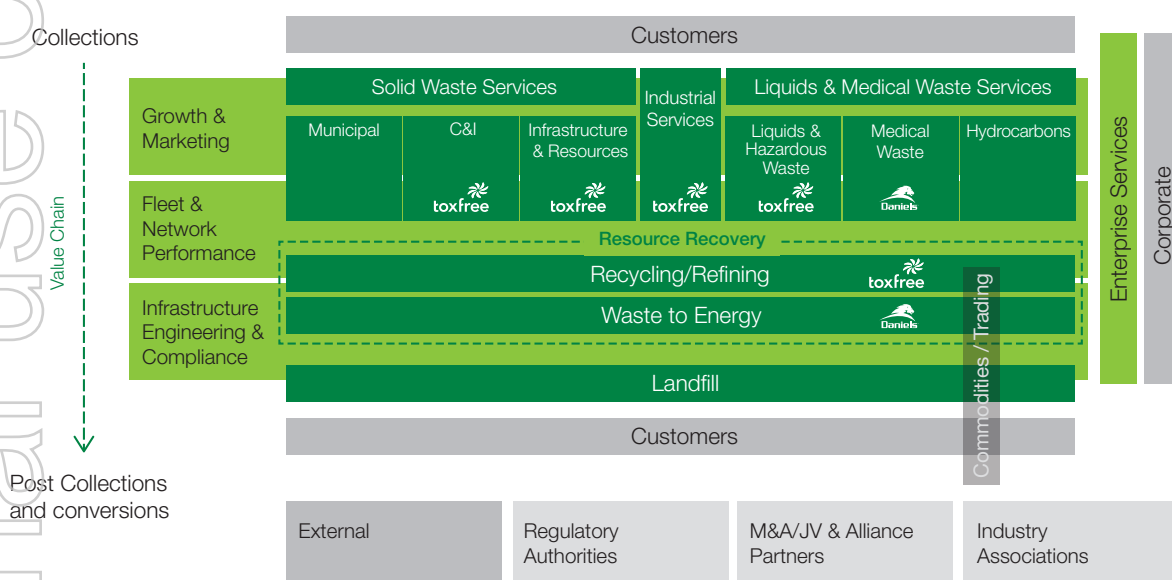 Collections
Customers
Solid Waste Services
Industrial
Services
Liquids & Medical Waste Services
Growth &
Marketing
Municipal
C&I
Infrastructure
& Resources
Liquids &
Hazardous
Waste
Medical
Waste
Hydrocarbons
toxfree
toxfree
toxfree
toxfree
Daniels
Fleet &
Network
Performance
Value Chain
Resource Recovery
Recycling/Refining
toxfree
Waste to Energy
Daniels
Infrastructure
Engineering &
Compliance
Landfill
Commodities / Trading
Customers
Enterprise Services
Corporate
Post Collections
and conversions
External
Regulatory
Authorities
M&A/JV & Alliance
Partners
Industry
Associations